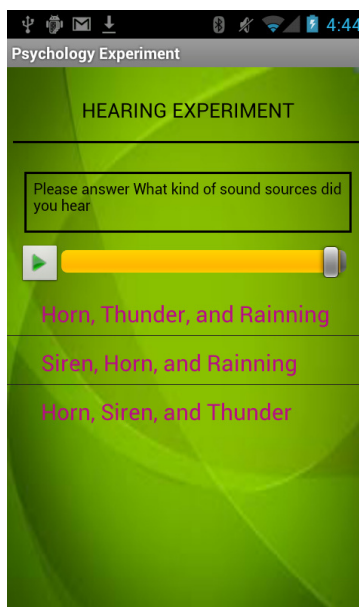 4:44
Psychology Experiment
HEARING EXPERIMENT
Please answer What kind of sound sources did
you hear
Horn, Thunder, and Rainning
Siren, Horn, and Rainning
Horn, Siren, and Thunder